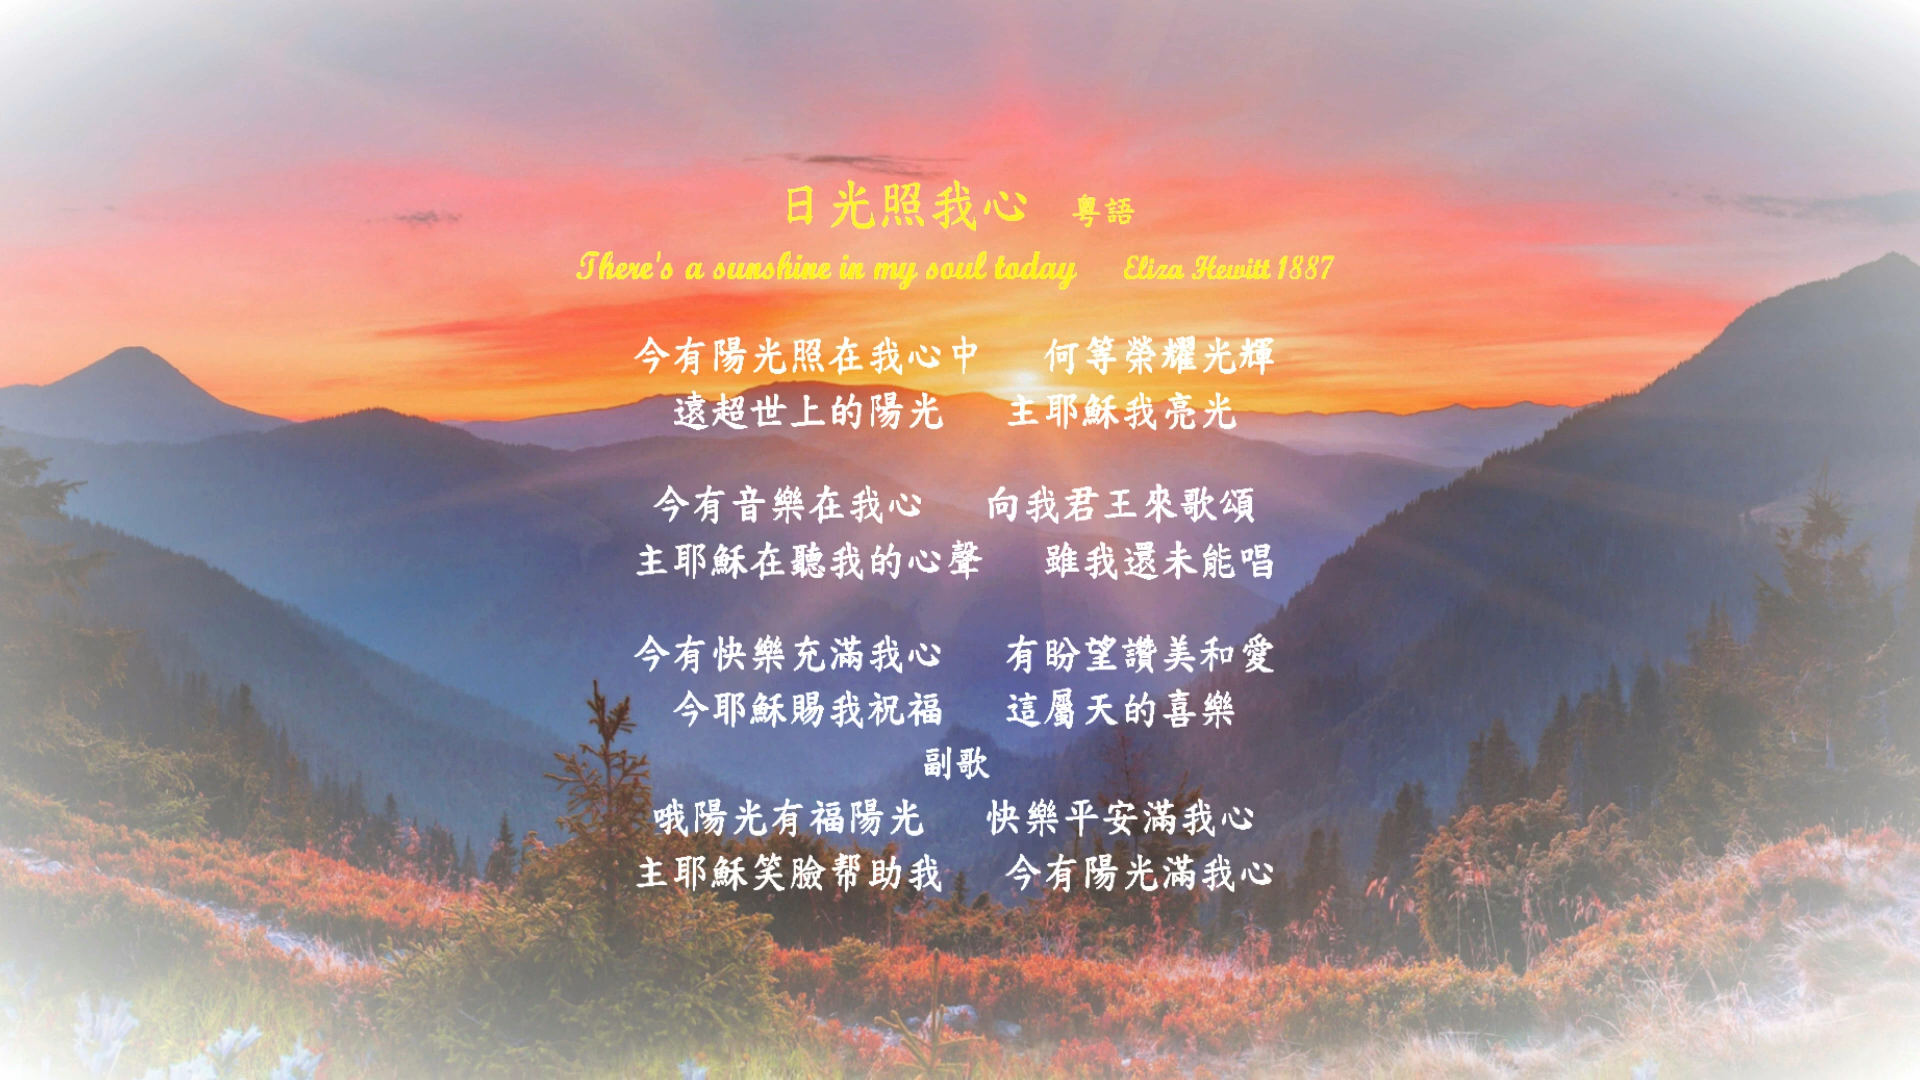 日光照我心 粵語
There's a sunshine in my soul today Eliza Hewitt 1887
今有陽光照在我心中 何等榮耀光輝
遠超世上的陽光 主耶穌我亮光
今有音樂在我心 向我君王來歌頌
主耶穌在聽我的心聲 雖我還未能唱
今有快樂充滿我心 有盼望讚美和愛
今耶穌賜我祝福 這屬天的喜樂
副歌
哦陽光有福陽光 快樂平安滿我心
主耶穌笑臉帮助我 今有陽光滿我心